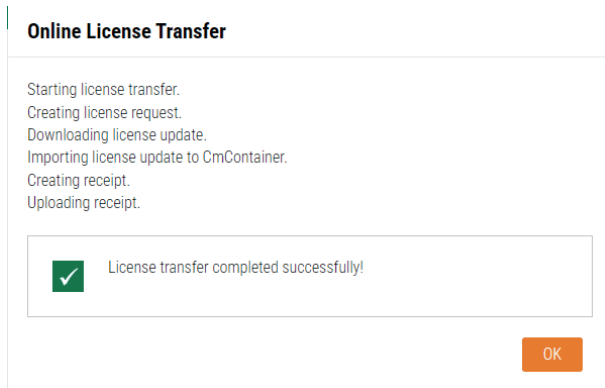 Online License Transfer
Starting license transfer.
Creating license request.
Downloading license update.
Importing license update to CmContainer.
Creating receipt.
Uploading receipt.
License transfer completed successfully!
OK